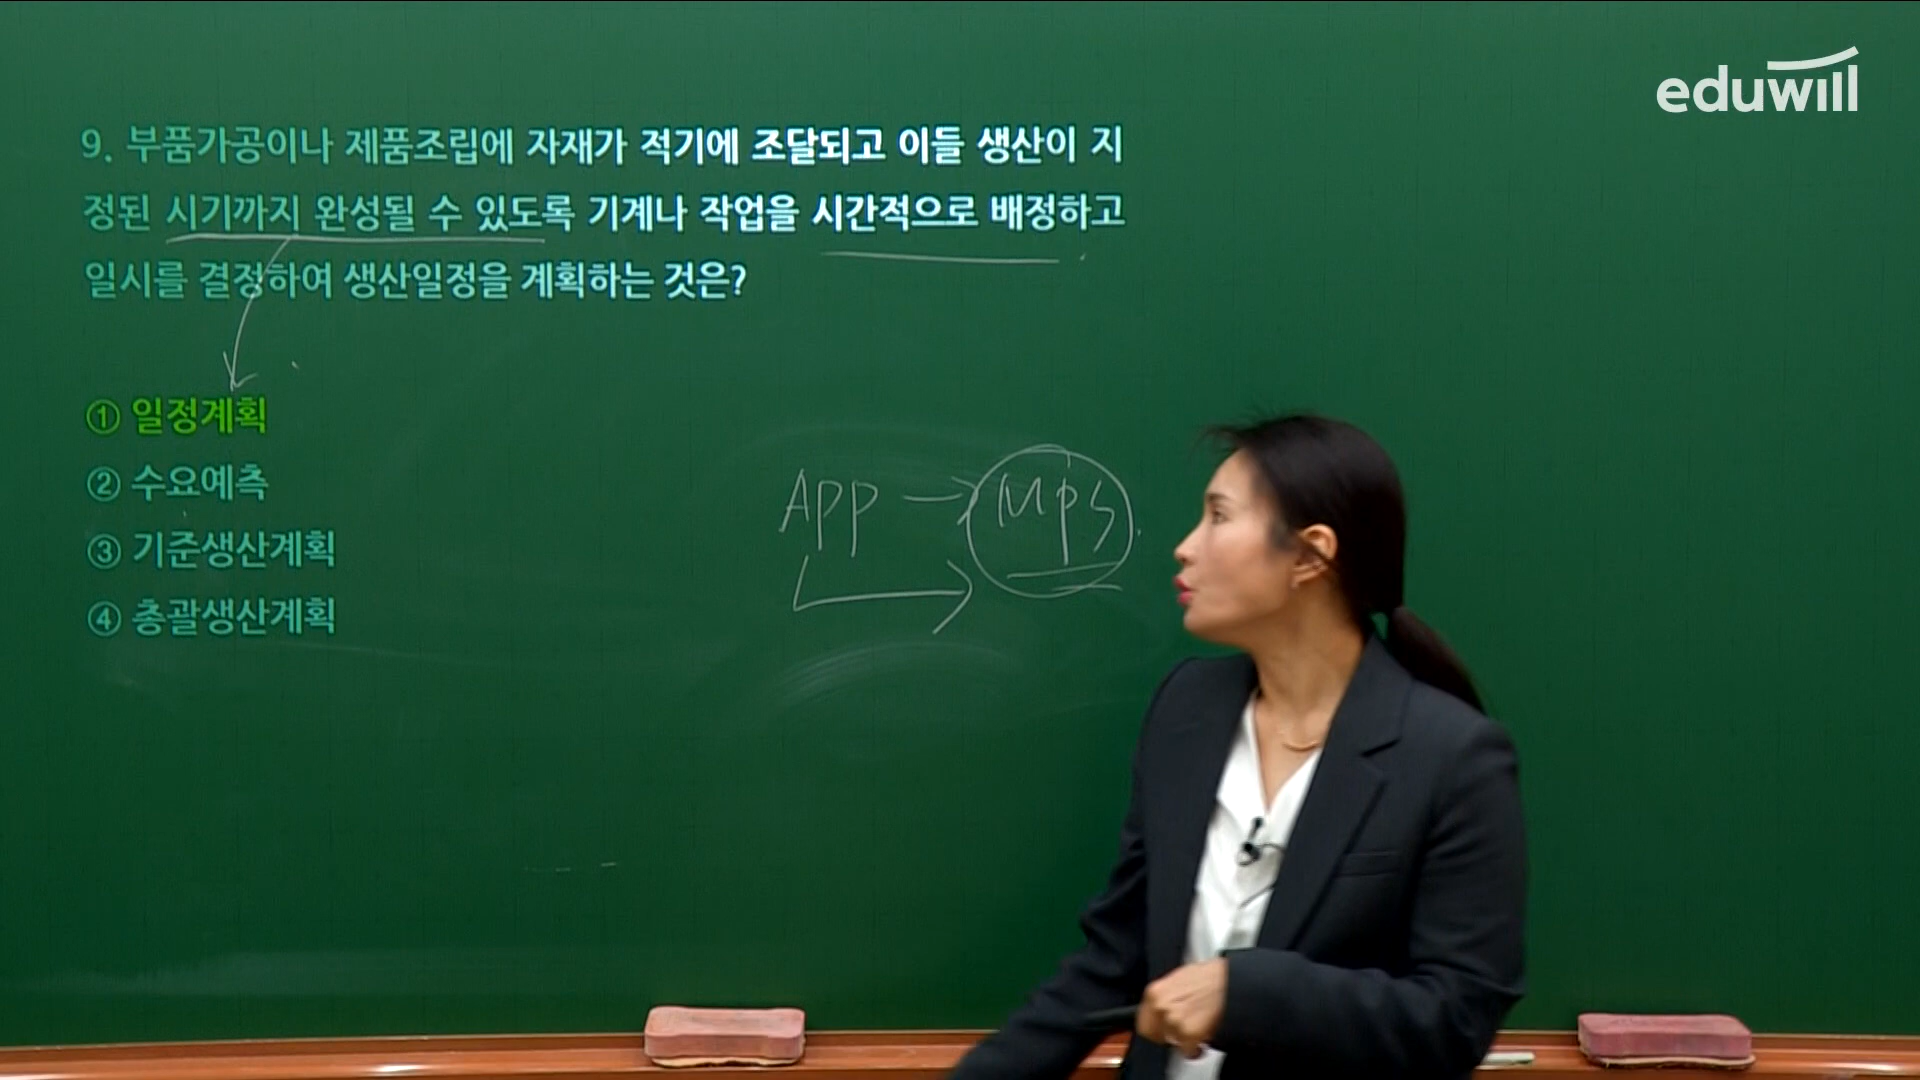 eduwill
9. 부품가공이나 제품조립에 자재가 적기에 조달되고 이들 생산이 지
정된 시기까지 완성될 수 있도록 기계나 작업을 시간적으로 배정하고
일시를 결정하여 생산일정을 계획하는 것은?
① 일정계획
② 수요예측
③ 기준생산계획
④ 총괄생산계획
APP → MPS